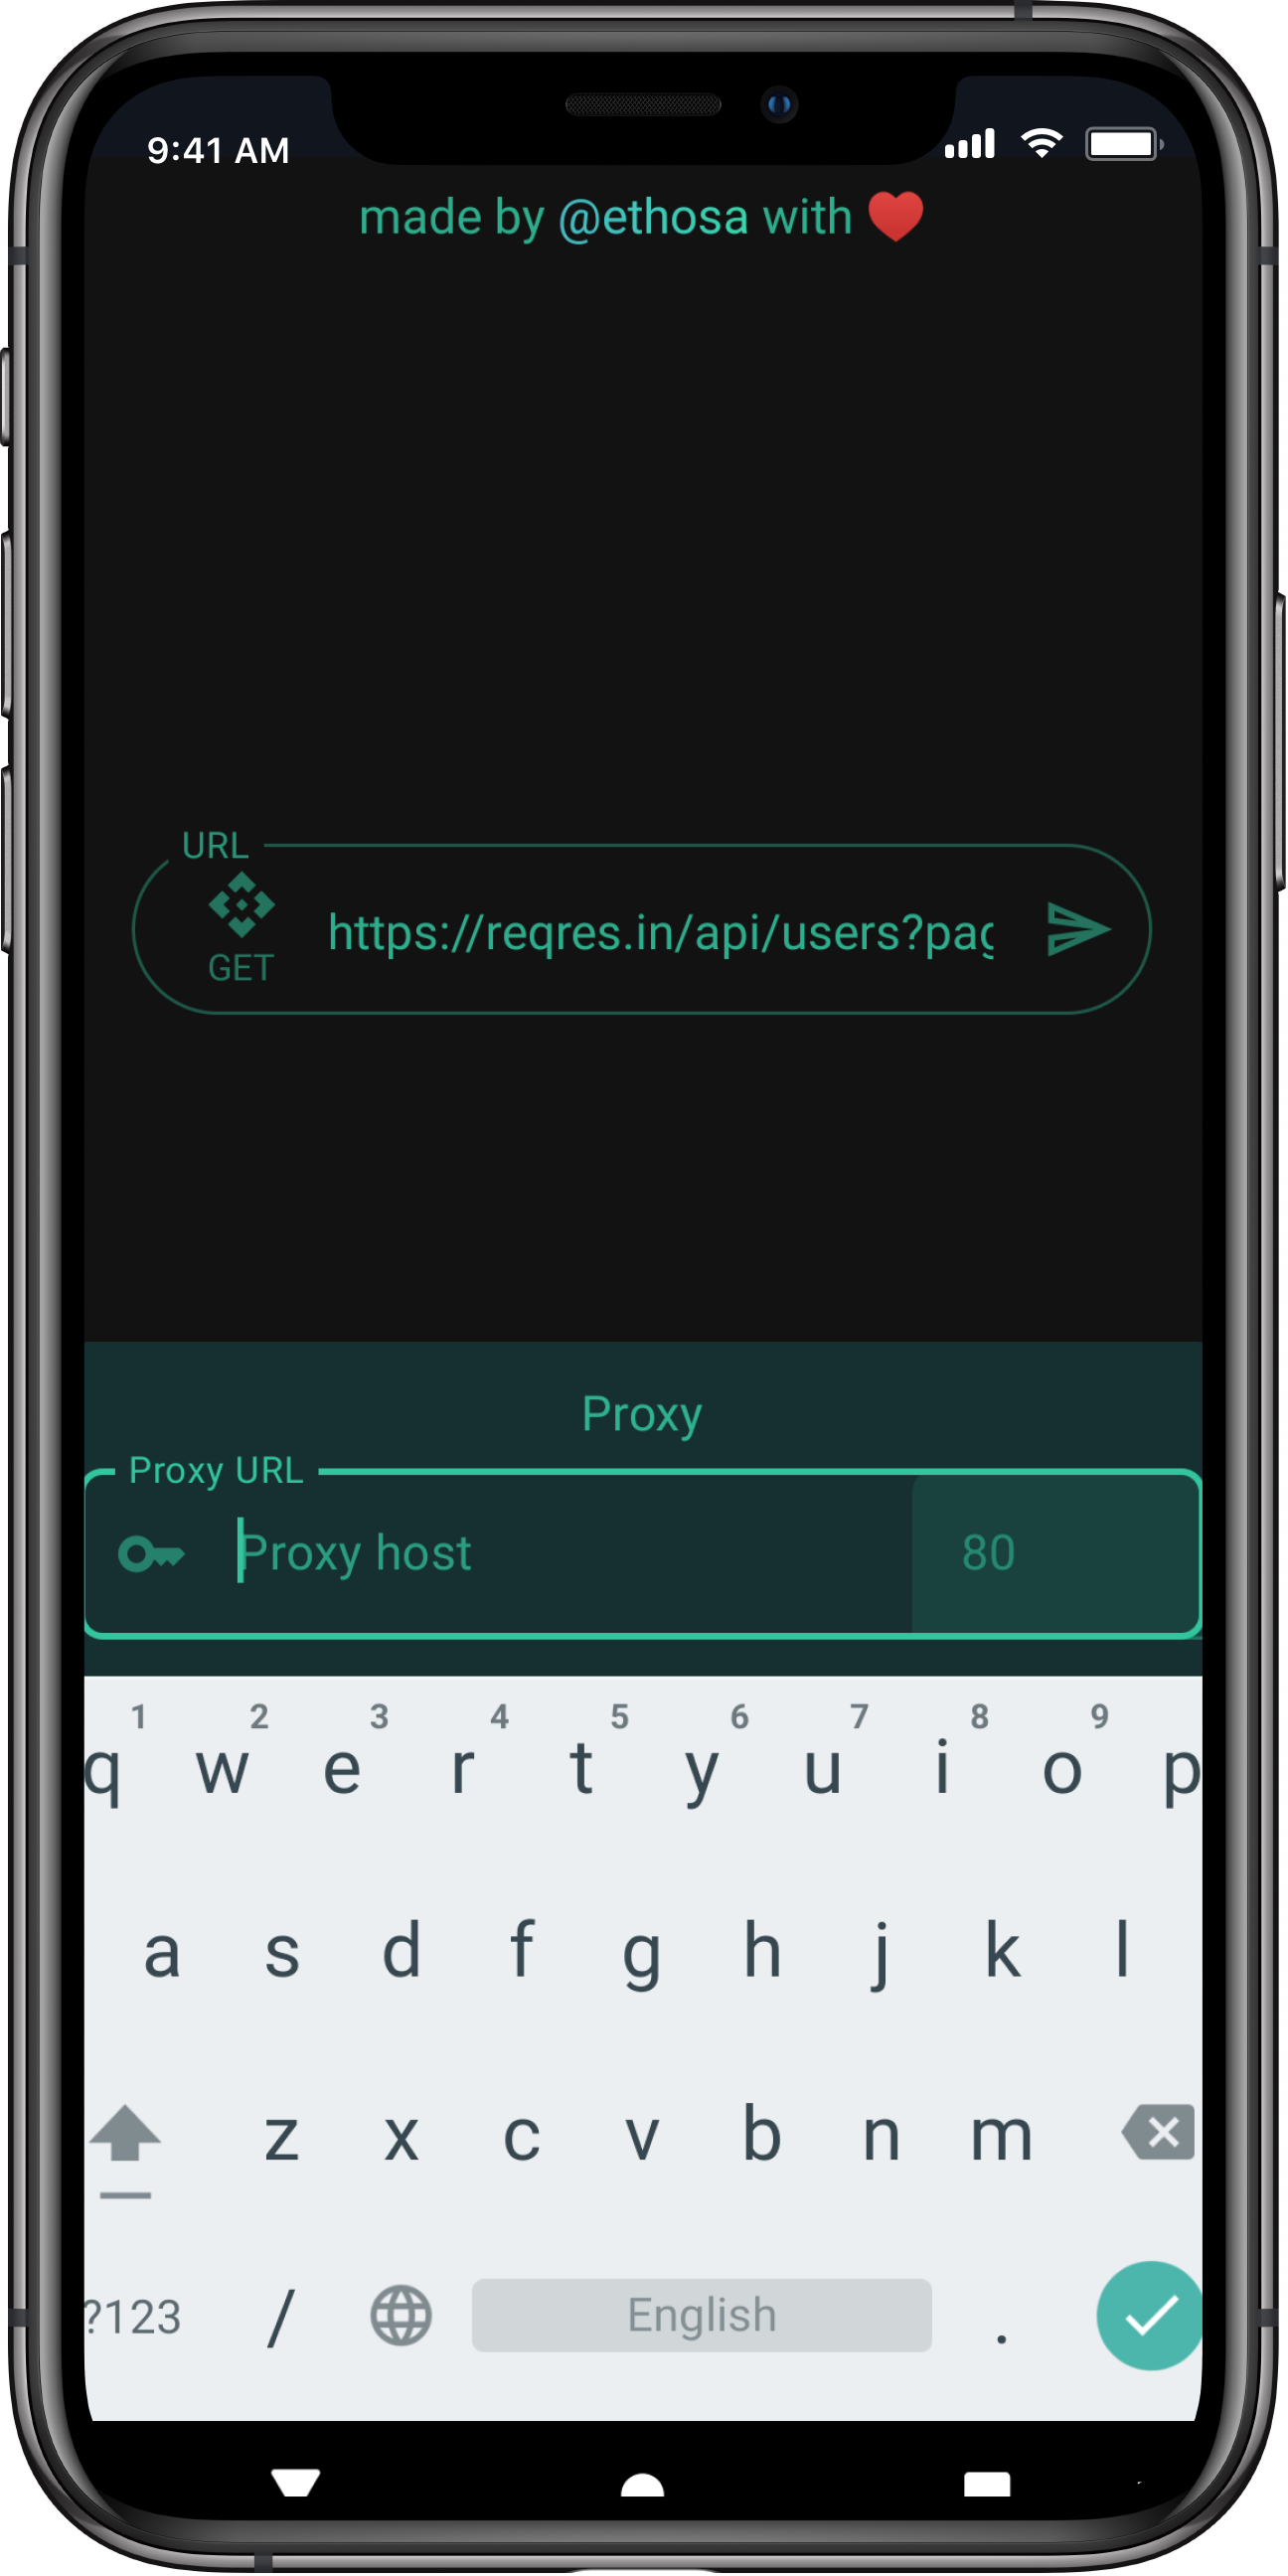 9:41 AM
made by @ethosa with ❤️
URL
GET
https://reqres.in/api/users?pag
Proxy
Proxy URL
Proxy host
80
1 2 3 4 5 6 7 8 9
q w e r t y u i o p
a s d f g h j k l
z x c v b n m
?123 / English .